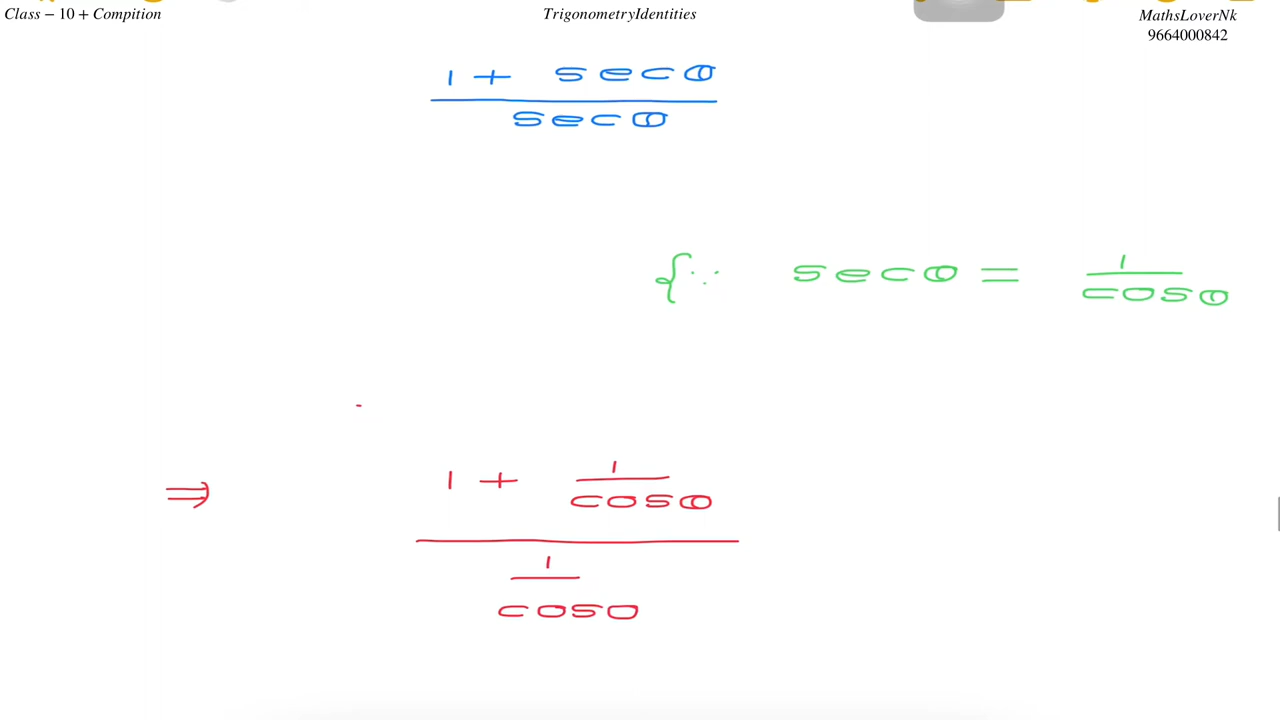 Class – 10 + Compition TrigonometryIdentities MathsLoverNk
9664000842
1 + secθ
secθ
{∵ secθ = 1
cosθ
⇒ 1 + 1
cosθ
1
cosθ